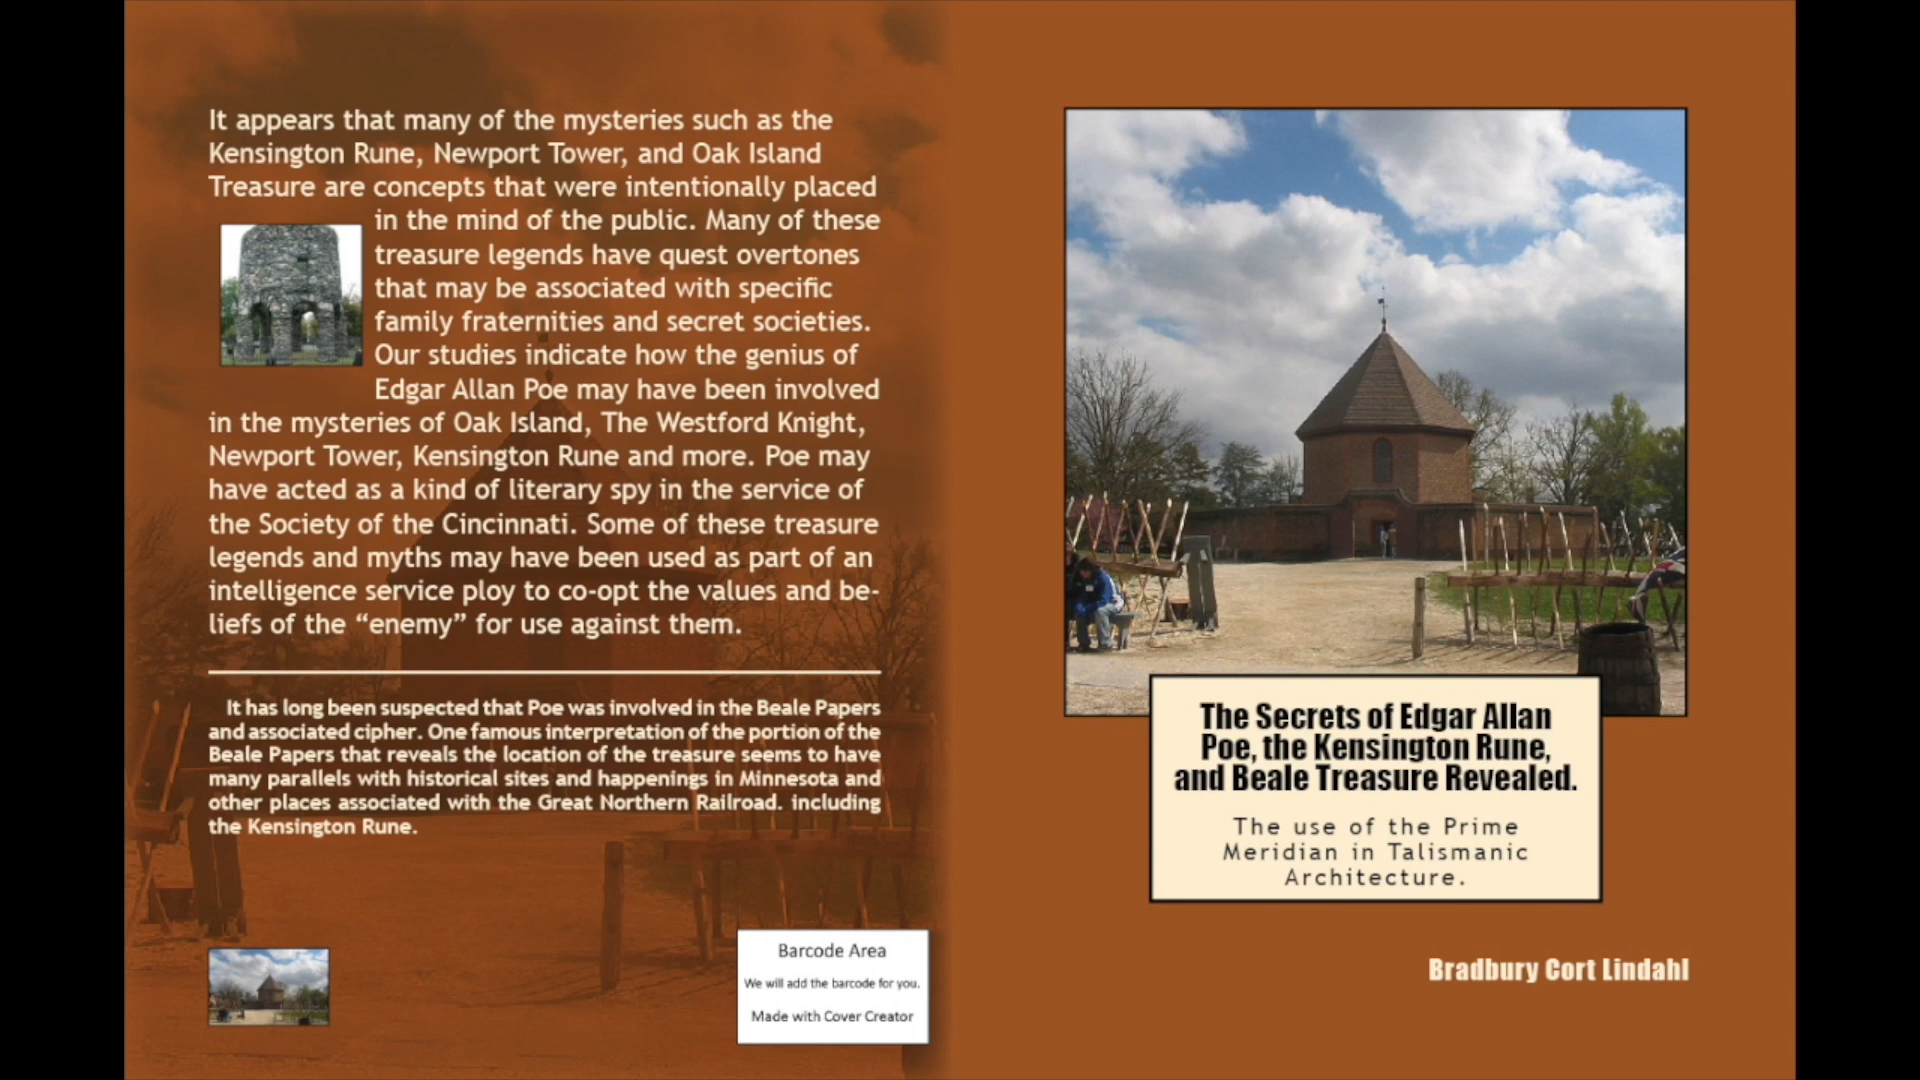 It appears that many of the mysteries such as the
Kensington Rune, Newport Tower, and Oak Island
Treasure are concepts that were intentionally placed
in the mind of the public. Many of these
treasure legends have quest overtones
that may be associated with specific
family fraternities and secret societies.
Our studies indicate how the genius of
Edgar Allan Poe may have been involved
in the mysteries of Oak Island, The Westford Knight,
Newport Tower, Kensington Rune and more. Poe may
have acted as a kind of literary spy in the service of
the Society of the Cincinnati. Some of these treasure
legends and myths may have been used as part of an
intelligence service ploy to co-opt the values and be-
liefs of the “enemy” for use against them.
It has long been suspected that Poe was involved in the Beale Papers
and associated cipher. One famous interpretation of the portion of the
Beale Papers that reveals the location of the treasure seems to have
many parallels with historical sites and happenings in Minnesota and
other places associated with the Great Northern Railroad. including
the Kensington Rune.
Barcode Area
We will add the barcode for you.
Made with Cover Creator
The Secrets of Edgar Allan
Poe, the Kensington Rune,
and Beale Treasure Revealed.
The use of the Prime
Meridian in Talismanic
Architecture.
Bradbury Cort Lindahl